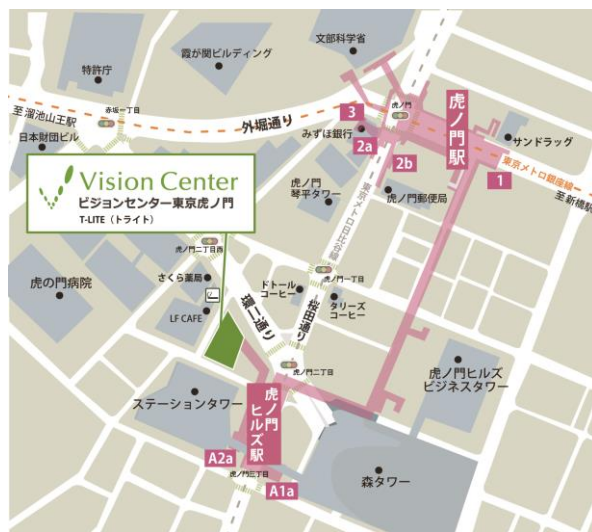 文部科学省
霞が関ビルディング
特許庁
至溜池山王駅
赤坂一丁目
外堀通り
虎ノ門
3
みずほ銀行
2a
2b
虎ノ門駅
サンドラッグ
1
東京メトロ銀座線
至新橋駅
日本財団ビル
Vision Center
ビジョンセンター東京虎ノ門
T-LITE（トライト）
虎ノ門
琴平タワー
虎ノ門郵便局
東京メトロ日比谷線
虎ノ門二丁目西
虎の門病院
さくら薬局
LF CAFE
環二通り
ドトール
コーヒー
虎ノ門一丁目
桜田通り
タリーズ
コーヒー
虎ノ門二丁目
虎ノ門ヒルズ
ビジネスタワー
ステーションタワー
虎ノ門
ヒルズ駅
A2a
虎ノ門三丁目
A1a
森タワー